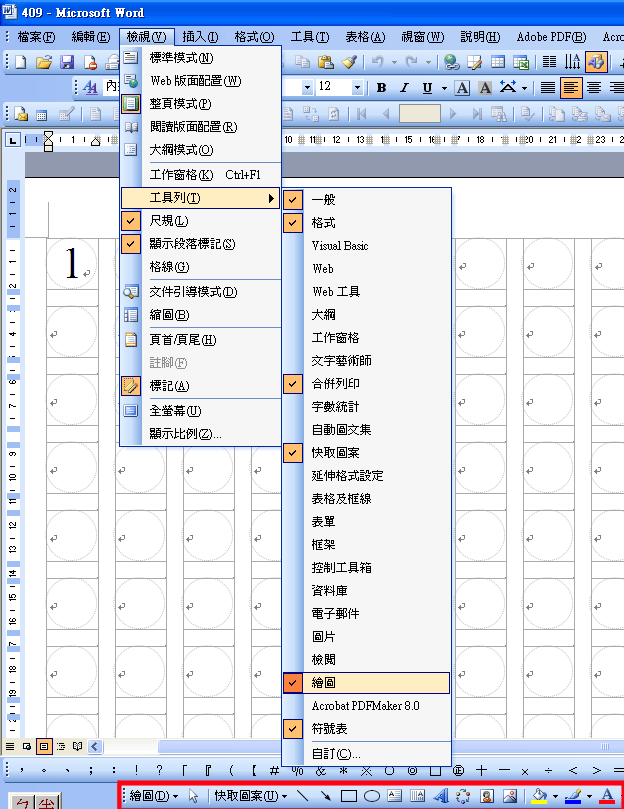 409 - Microsoft Word
檔案(F) 編輯(E) 檢視(V) 插入(I) 格式(O) 工具(T) 表格(A) 視窗(W) 說明(H) Adobe PDF(B)
12 B I U A A
標準模式(N)
Web 版面配置(W)
整頁模式(P)
閱讀版面配置(R)
大綱模式(O)
工作窗格(K) Ctrl+F1
工具列(T)
尺規(L)
顯示段落標記(S)
格線(G)
文件引導模式(D)
縮圖(B)
頁首/頁尾(H)
註腳(F)
標記(A)
全螢幕(U)
顯示比例(Z)...
一般
格式
Visual Basic
Web
Web 工具
大綱
工作窗格
文字藝術師
合併列印
字數統計
自動圖文集
快取圖案
延伸格式設定
表格及框線
表單
框架
控制工具箱
資料庫
電子郵件
圖片
檢閱
繪圖
Acrobat PDFMaker 8.0
符號表
自訂(C)...
1
繪圖(D) 快取圖案(U)